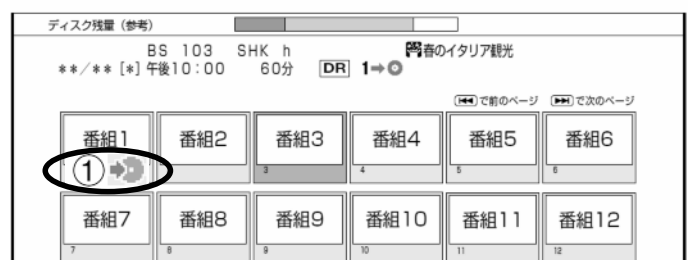 ディスク残量（参考）
BS 103 SHK h 春のイタリア観光
**/** [*] 午後10:00 60分 DR 1➡
⏮で前のページ ⏭で次のページ
番組1 番組2 番組3 番組4 番組5 番組6
① 3 4 5 6
番組7 番組8 番組9 番組10 番組11 番組12
7 8 9 10 11 12